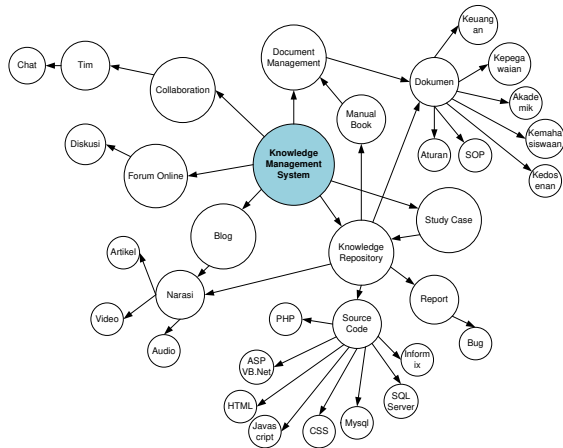 Keuang
an
Document
Management
Kepeg
awaian
Chat
Tim
Dokumen
Collaboration
Akade
mik
Manual
Book
Kemaha
siswaan
Diskusi
Aturan
SOP
Knowledge
Management
System
Forum Online
Kedos
enan
Study Case
Blog
Knowledge
Repository
Artikel
Narasi
Report
PHP
Source
Code
Video
Bug
Audio
Inform
ix
ASP
VB.Net
SQL
Server
HTML
Javas
cript
CSS
Mysql